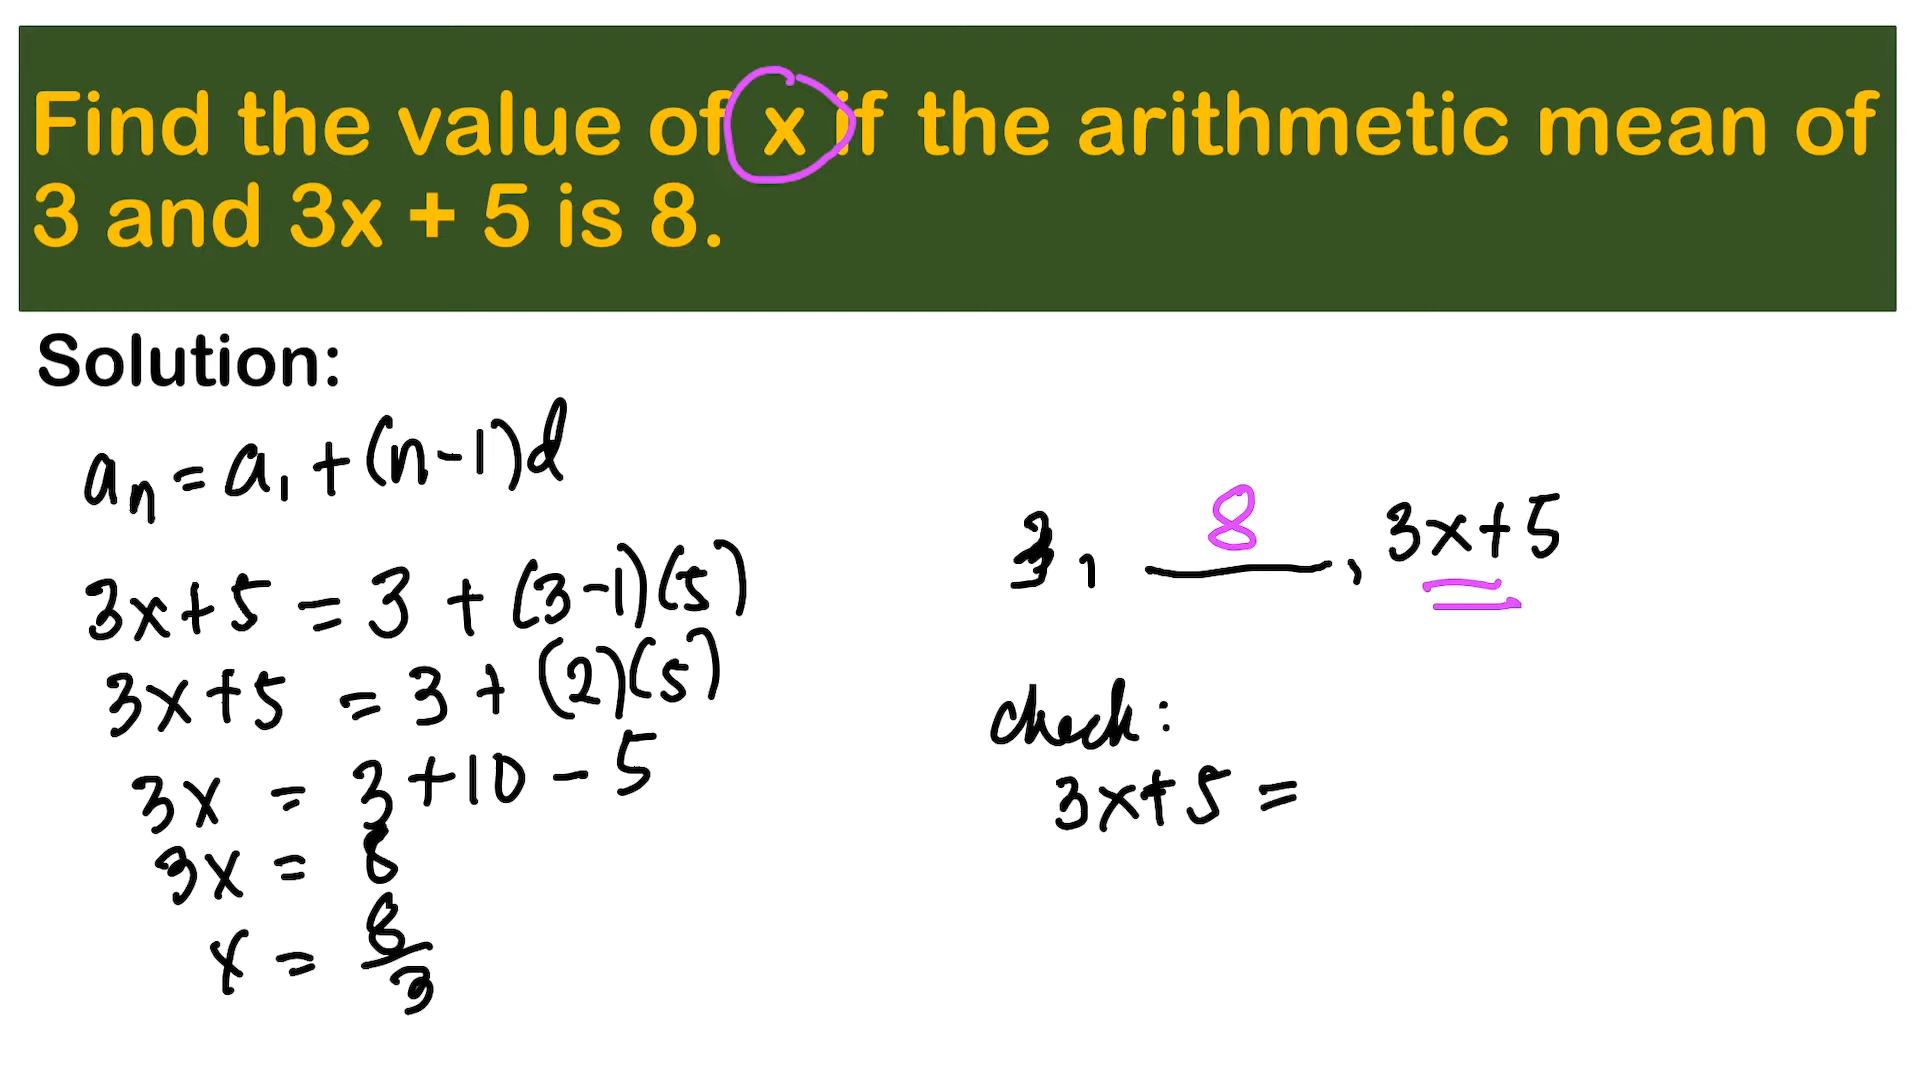 Find the value of x if the arithmetic mean of
3 and 3x + 5 is 8.
Solution:
aₙ = a₁ + (n-1)d
3x+5 = 3 + (3-1)(5)
3x+5 = 3 + (2)(5)
3x = 3+10 - 5
3x = 8
x = 8/3
3, 8, 3x+5
check:
3x+5 =